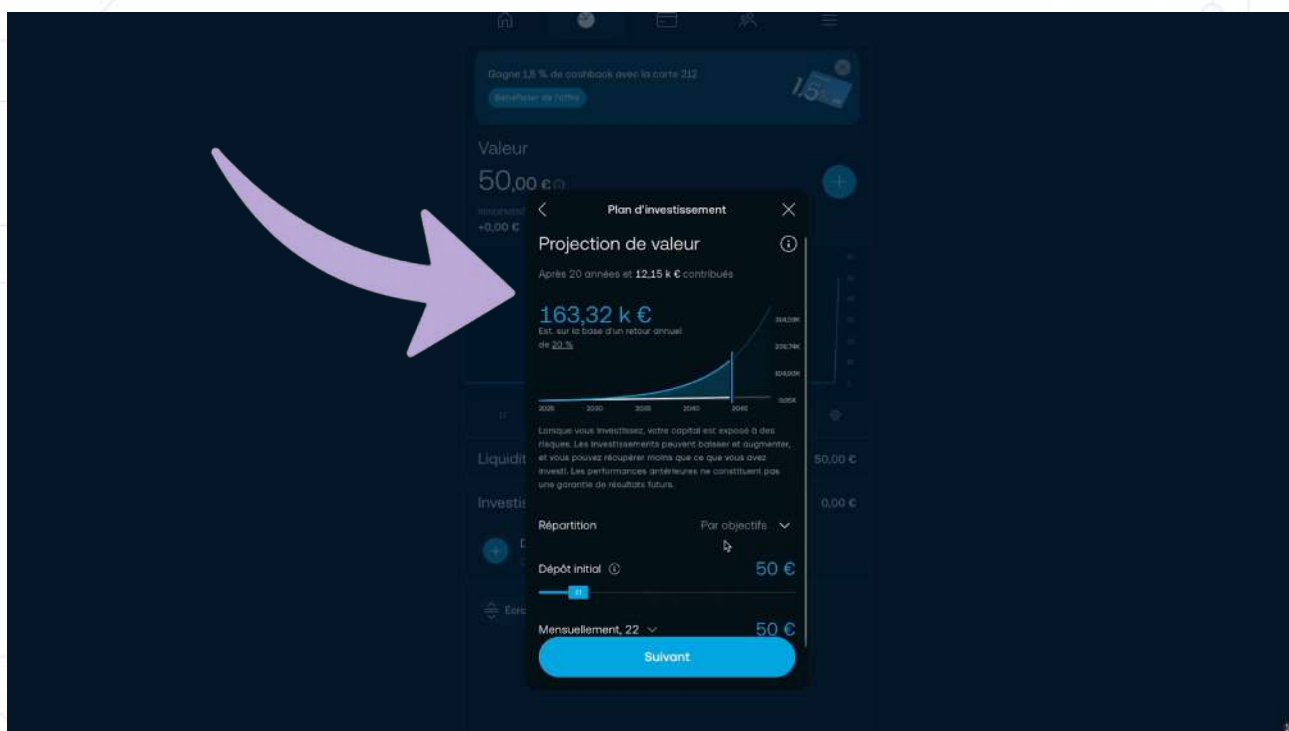 Gagne 1,5 % de cashback avec la carte 212
Bénéficier de l'offre
Valeur
50,00 €
+0,00 €
Plan d'investissement
Projection de valeur
Après 20 années et 12,15 k € contribués
163,32 k €
Est. sur la base d'un retour annuel
de 20 %
2025 2030 2035 2040 2045
Lorsque vous investissez, votre capital est exposé à des
risques. Les investissements peuvent baisser et augmenter,
et vous pouvez récupérer moins que ce que vous avez
investi. Les performances antérieures ne constituent pas
une garantie de résultats futurs.
Liquidit
50,00 €
Investis
0,00 €
Répartition
Par objectifs
Dépôt initial
50 €
Mensuellement, 22
50 €
Suivant